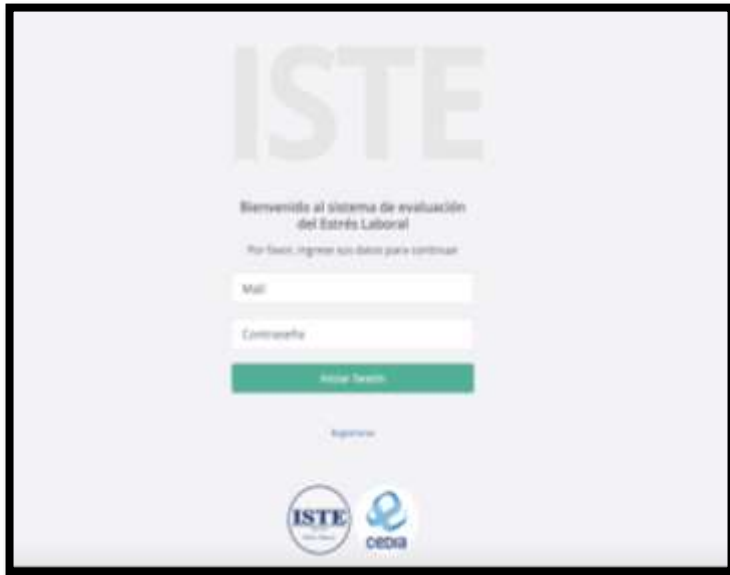 ISTE
Bienvenido al sistema de evaluación
del Estrés Laboral
Por favor, ingrese sus datos para continuar
Mail
Contraseña
Iniciar Sesión
Registrarse
ISTE
cedia